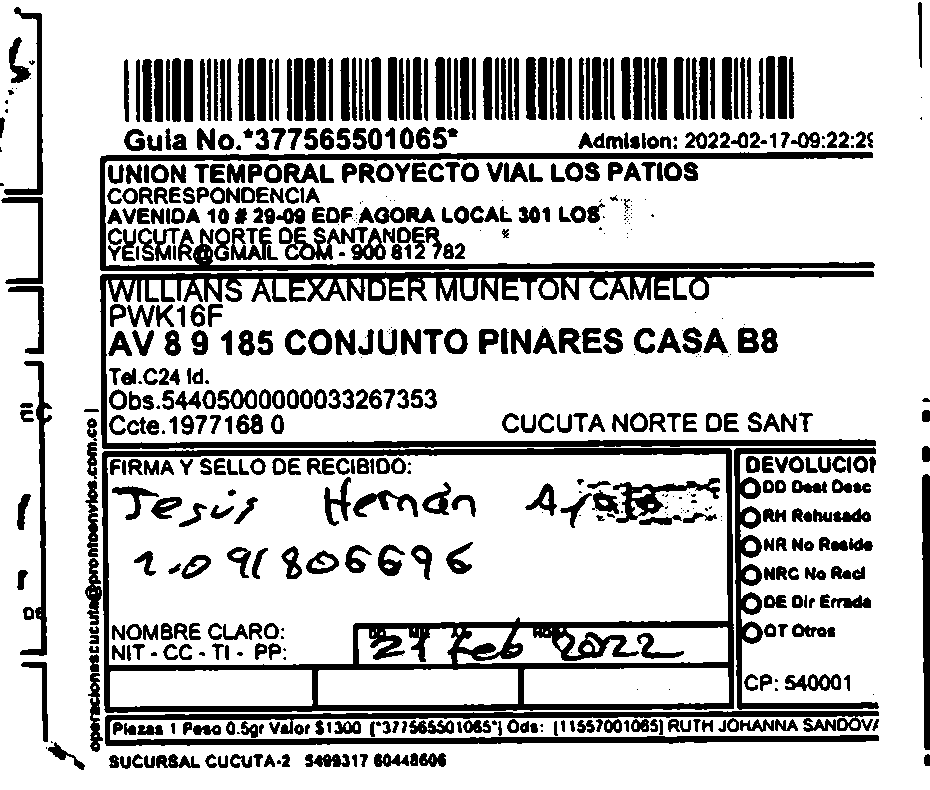 Guia No.*377565501065*
Admision: 2022-02-17-09:22:29
UNION TEMPORAL PROYECTO VIAL LOS PATIOS
CORRESPONDENCIA
AVENIDA 10 # 29-09 EDF AGORA LOCAL 301 LOS
CUCUTA NORTE DE SANTANDER
YEISMIR@GMAIL COM - 900 812 782
WILLIANS ALEXANDER MUNETON CAMELO
PWK16F
AV 8 9 185 CONJUNTO PINARES CASA B8
Tel.C24 Id.
Obs.54405000000033267353
Ccte.1977168 0
CUCUTA NORTE DE SANT
operacionescucuta@prontoenvios.com.co
FIRMA Y SELLO DE RECIBIDO:
Jesús Hernán
1.091806696
NOMBRE CLARO:
NIT - CC - TI - PP:
21 Feb 2022
DEVOLUCION
DD Dest Desc
RH Rehusado
NR No Reside
NRC No Recl
DE Dir Errada
OT Otros
CP: 540001
Piezas 1 Peso 0.5gr Valor $1300 [*377565501065*] Ods: [11557001065] RUTH JOHANNA SANDOVA
SUCURSAL CUCUTA-2 5499317 60448606